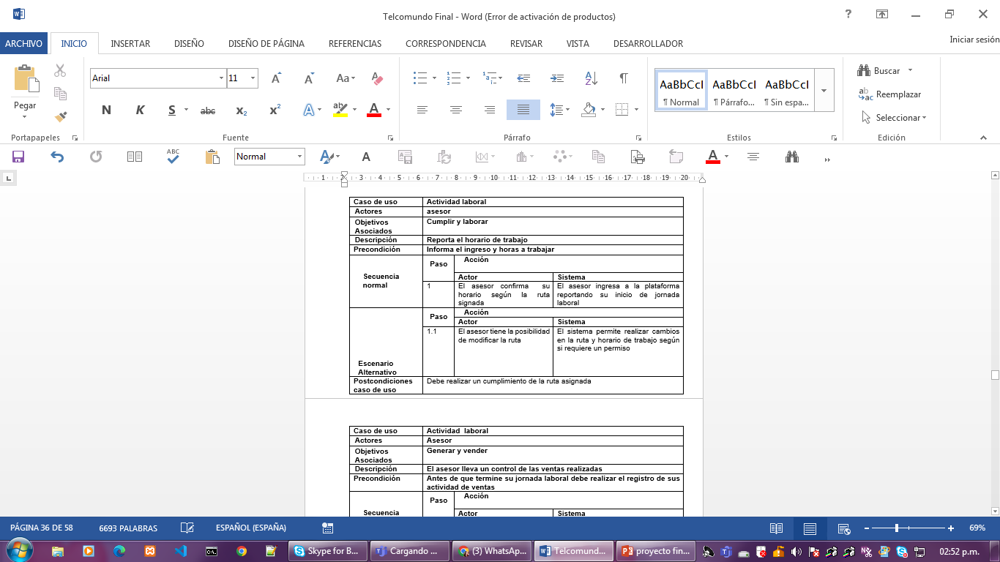 Telcomundo Final - Word (Error de activación de productos)
?
Iniciar sesión
ARCHIVO INICIO INSERTAR DISEÑO DISEÑO DE PÁGINA REFERENCIAS CORRESPONDENCIA REVISAR VISTA DESARROLLADOR
Pegar
Portapapeles
Arial 11
Aa
N K S abc x₂ x² A ab A
Fuente
Párrafo
AaBbCcI AaBbCcI AaBbCcI
¶ Normal ¶ Párrafo... ¶ Sin espa...
Estilos
Buscar
Reemplazar
Seleccionar
Edición
ABC
Normal
1 2 3 4 5 6 7 8 9 10 11 12 13 14 15 16 17 18 19 20
Caso de uso Actividad laboral
Actores asesor
Objetivos Asociados Cumplir y laborar
Descripción Reporta el horario de trabajo
Precondición Informa el ingreso y horas a trabajar
Secuencia normal
Paso Acción
Actor Sistema
1 El asesor confirma su horario según la ruta signada
El asesor ingresa a la plataforma reportando su inicio de jornada laboral
Paso Acción
Actor Sistema
1.1 El asesor tiene la posibilidad de modificar la ruta
El sistema permite realizar cambios en la ruta y horario de trabajo según si requiere un permiso
Escenario Alternativo
Postcondiciones caso de uso Debe realizar un cumplimiento de la ruta asignada
Caso de uso Actividad laboral
Actores Asesor
Objetivos Asociados Generar y vender
Descripción El asesor lleva un control de las ventas realizadas
Precondición Antes de que termine su jornada laboral debe realizar el registro de sus actividad de ventas
Paso Acción
Secuencia Actor Sistema
PÁGINA 36 DE 58 6693 PALABRAS ESPAÑOL (ESPAÑA) 69%
Skype for B... Cargando ... (3) WhatsAp... Telcomund... proyecto fin... 02:52 p.m.